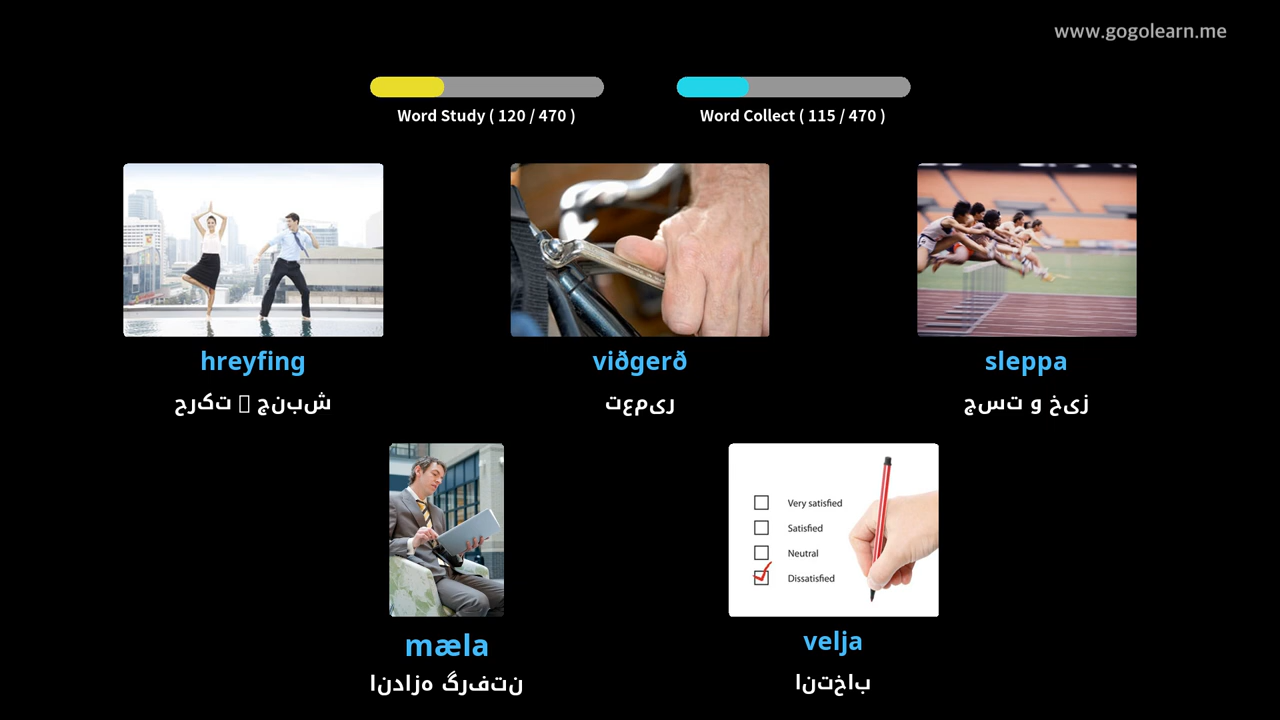 www.gogolearn.me
Word Study ( 120 / 470 )
Word Collect ( 115 / 470 )
hreyfing
حرکت □ جنبش
viðgerð
تعمیر
sleppa
جست و خیز
mæla
اندازه گرفتن
Very satisfied
Satisfied
Neutral
Dissatisfied
velja
انتخاب